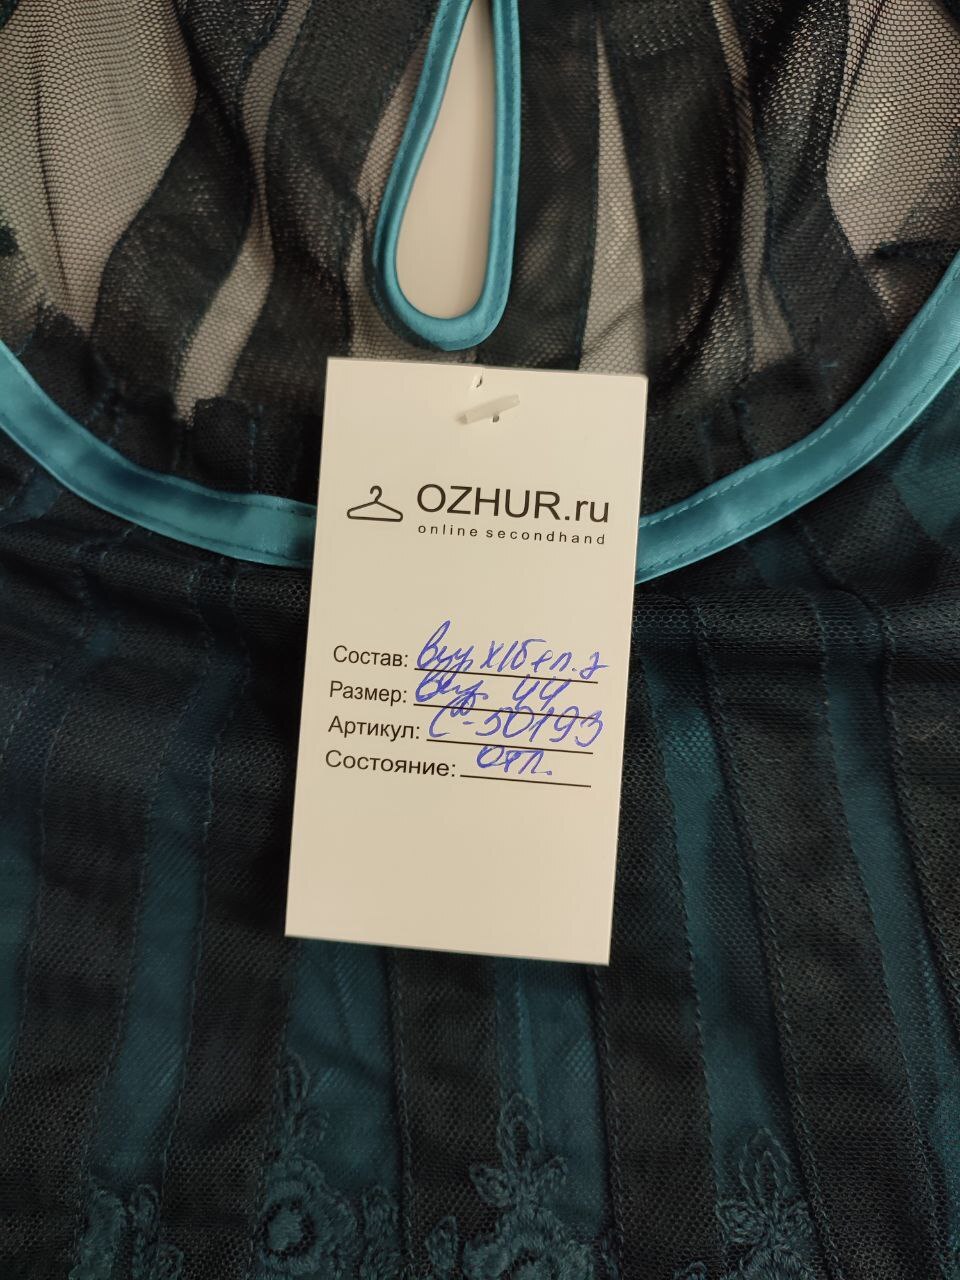 OZHUR.ru
online secondhand
Состав: х/б+п.э
Размер: 44
Артикул: С-50193
Состояние: Отл.